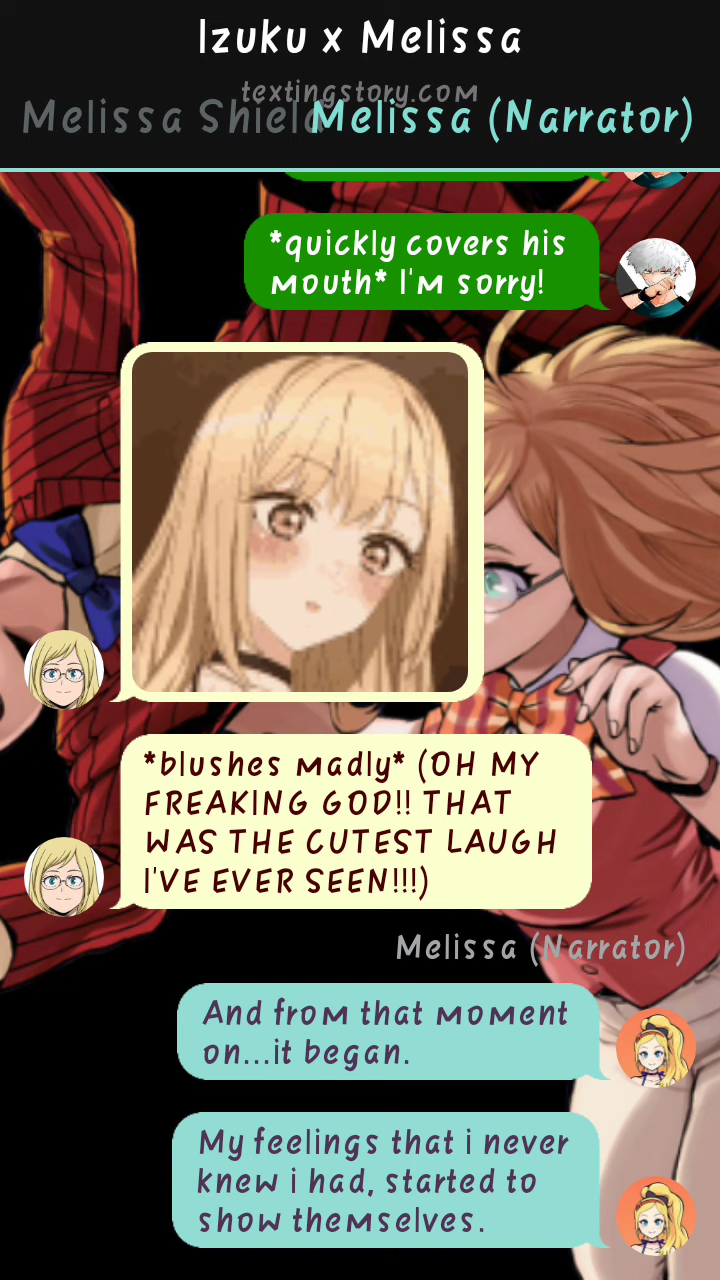 Izuku x Melissa
textingstory.com
Melissa Shield
Melissa (Narrator)
*quickly covers his
mouth* I'm sorry!
*blushes madly* (OH MY
FREAKING GOD!! THAT
WAS THE CUTEST LAUGH
I'VE EVER SEEN!!!)
Melissa (Narrator)
And from that moment
on...it began.
My feelings that i never
knew i had, started to
show themselves.